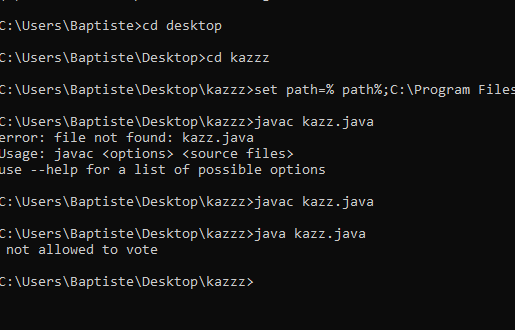 C:\Users\Baptiste>cd desktop
C:\Users\Baptiste\Desktop>cd kazzz
C:\Users\Baptiste\Desktop\kazzz>set path=% path%;C:\Program Files
C:\Users\Baptiste\Desktop\kazzz>javac kazz.java
error: file not found: kazz.java
Usage: javac <options> <source files>
use --help for a list of possible options
C:\Users\Baptiste\Desktop\kazzz>javac kazz.java
C:\Users\Baptiste\Desktop\kazzz>java kazz.java
not allowed to vote
C:\Users\Baptiste\Desktop\kazzz>